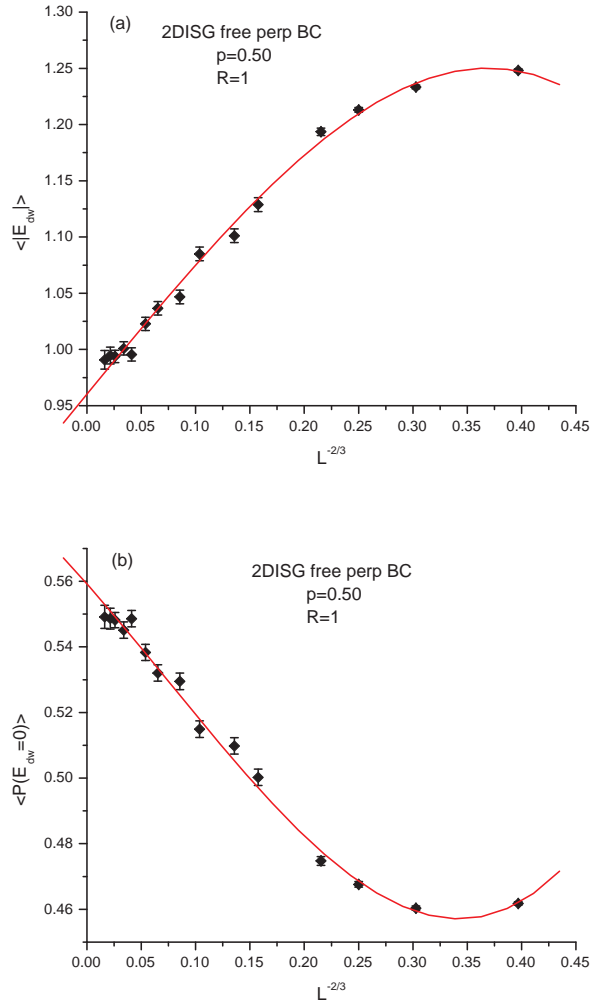 (a)
2DISG free perp BC
p=0.50
R=1
1.30
1.25
1.20
1.15
1.10
1.05
1.00
0.95
<|E_dw|>
0.00 0.05 0.10 0.15 0.20 0.25 0.30 0.35 0.40 0.45
L^-2/3
(b)
2DISG free perp BC
p=0.50
R=1
0.56
0.54
0.52
0.50
0.48
0.46
<P(E_dw=0)>
0.00 0.05 0.10 0.15 0.20 0.25 0.30 0.35 0.40 0.45
L^-2/3